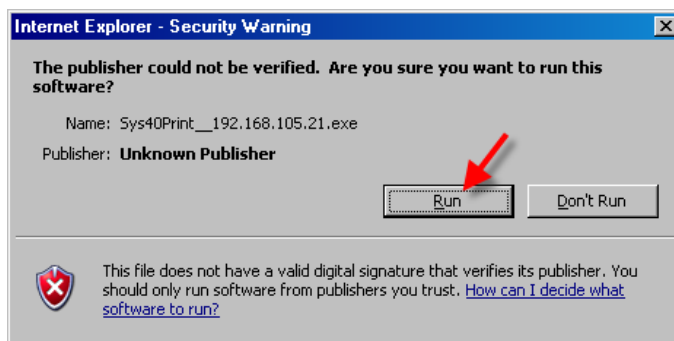 Internet Explorer - Security Warning
The publisher could not be verified. Are you sure you want to run this
software?
Name: Sys40Print__192.168.105.21.exe
Publisher: Unknown Publisher
Run
Don't Run
This file does not have a valid digital signature that verifies its publisher. You
should only run software from publishers you trust. How can I decide what
software to run?